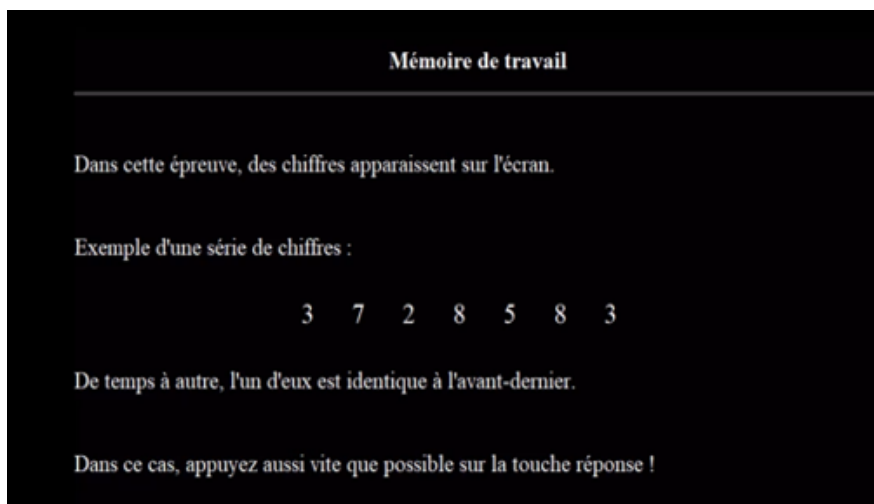 Mémoire de travail
Dans cette épreuve, des chiffres apparaissent sur l'écran.
Exemple d'une série de chiffres :
3 7 2 8 5 8 3
De temps à autre, l'un d'eux est identique à l'avant-dernier.
Dans ce cas, appuyez aussi vite que possible sur la touche réponse !